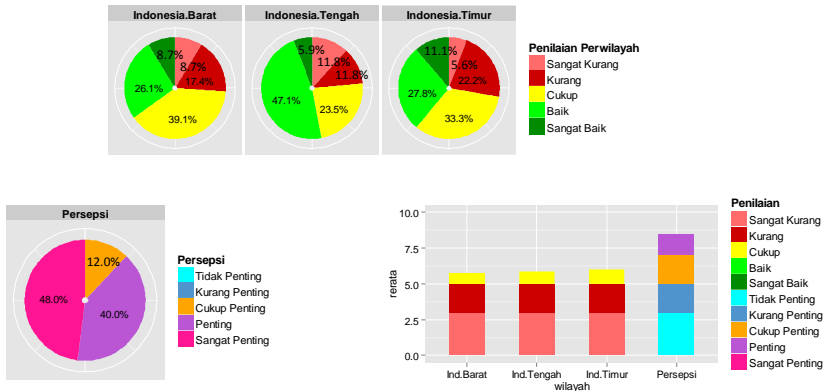 Indonesia.Barat
Indonesia.Tengah
Indonesia.Timur
8.7%
8.7%
17.4%
26.1%
39.1%
5.9%
11.8%
11.8%
47.1%
23.5%
11.1%
5.6%
22.2%
27.8%
33.3%
Penilaian Perwilayah
Sangat Kurang
Kurang
Cukup
Baik
Sangat Baik
Persepsi
12.0%
48.0%
40.0%
Persepsi
Tidak Penting
Kurang Penting
Cukup Penting
Penting
Sangat Penting
10.0
7.5
5.0
2.5
0.0
rerata
Ind.Barat
Ind.Tengah
Ind.Timur
Persepsi
wilayah
Penilaian
Sangat Kurang
Kurang
Cukup
Baik
Sangat Baik
Tidak Penting
Kurang Penting
Cukup Penting
Penting
Sangat Penting